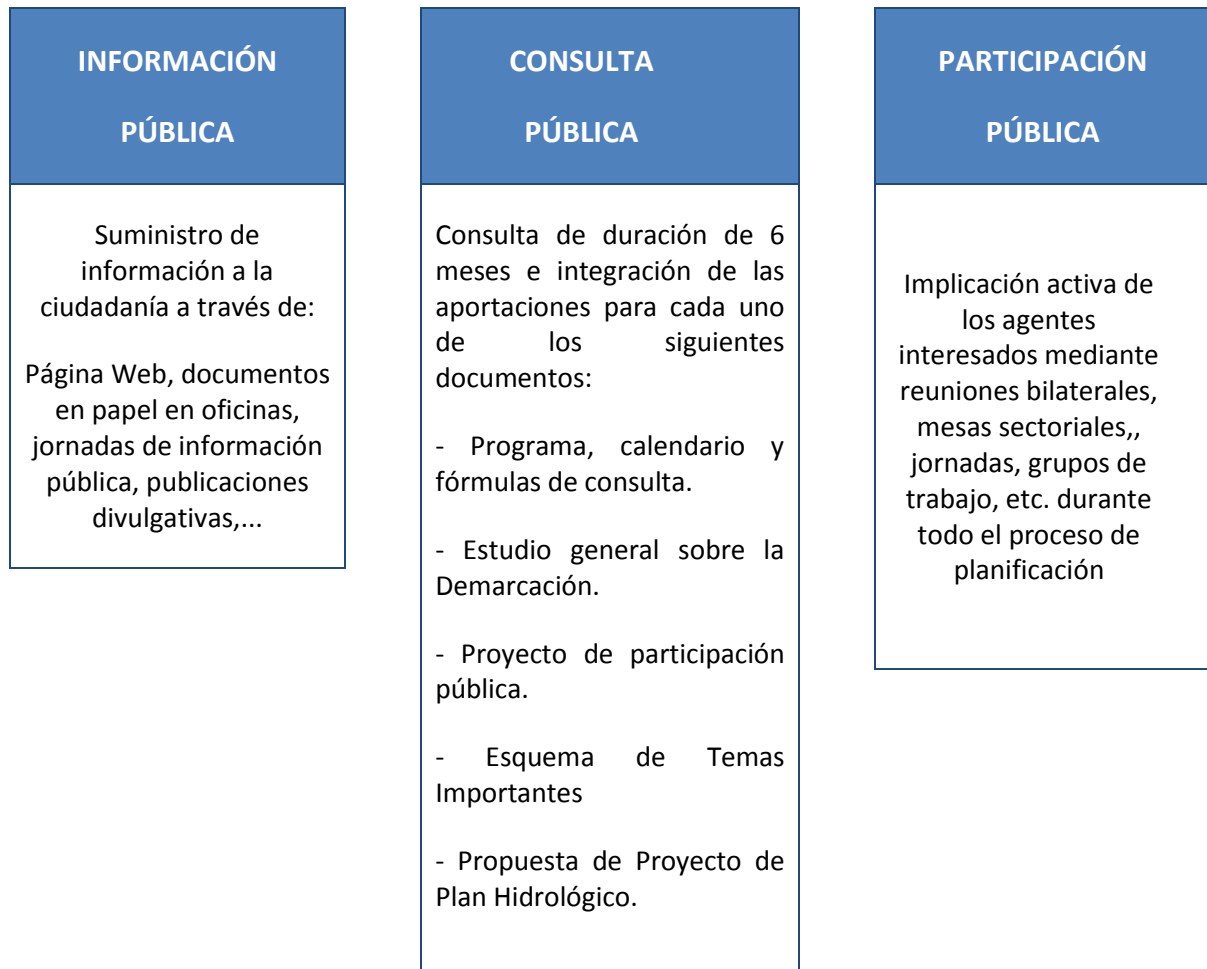 INFORMACIÓN
PÚBLICA
Suministro de
información a la
ciudadanía a través de:
Página Web, documentos
en papel en oficinas,
jornadas de información
pública, publicaciones
divulgativas,...
CONSULTA
PÚBLICA
Consulta de duración de 6
meses e integración de las
aportaciones para cada uno
de los siguientes
documentos:
- Programa, calendario y
fórmulas de consulta.
- Estudio general sobre la
Demarcación.
- Proyecto de participación
pública.
- Esquema de Temas
Importantes
- Propuesta de Proyecto de
Plan Hidrológico.
PARTICIPACIÓN
PÚBLICA
Implicación activa de
los agentes
interesados mediante
reuniones bilaterales,
mesas sectoriales,,
jornadas, grupos de
trabajo, etc. durante
todo el proceso de
planificación